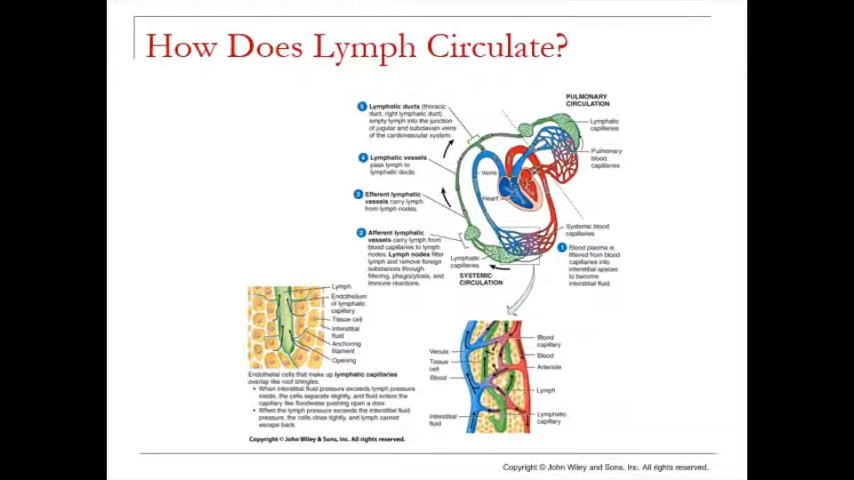 How Does Lymph Circulate?
PULMONARY
CIRCULATION
5 Lymphatic ducts (thoracic
duct, right lymphatic duct)
empty lymph into the junction
of jugular and subclavian veins
of the cardiovascular system.
Lymphatic
capillaries
Pulmonary
blood
capillaries
4 Lymphatic vessels
pass lymph to
lymphatic ducts.
Veins
Heart
3 Efferent lymphatic
vessels carry lymph
from lymph nodes.
2 Afferent lymphatic
vessels carry lymph from
blood capillaries to lymph
nodes. Lymph nodes filter
lymph and remove foreign
substances through
filtering, phagocytosis, and
immune reactions.
Systemic blood
capillaries
1 Blood plasma is
filtered from blood
capillaries into
interstitial spaces
to become
interstitial fluid.
Lymphatic
capillaries
SYSTEMIC
CIRCULATION
Lymph
Endothelium
of lymphatic
capillary
Tissue cell
Interstitial
fluid
Anchoring
filament
Opening
Endothelial cells that make up lymphatic capillaries
overlap like roof shingles.
• When interstitial fluid pressure exceeds lymph pressure
inside, the cells separate slightly, and fluid enters the
capillary like floodwater pushing open a door.
• When the lymph pressure exceeds the interstitial fluid
pressure, the cells close tightly, and lymph cannot
escape back.
Venule
Tissue
cell
Blood
Interstitial
fluid
Blood
capillary
Blood
Arteriole
Lymph
Lymphatic
capillary
Copyright © John Wiley & Sons, Inc. All rights reserved.
Copyright © John Wiley and Sons, Inc. All rights reserved.